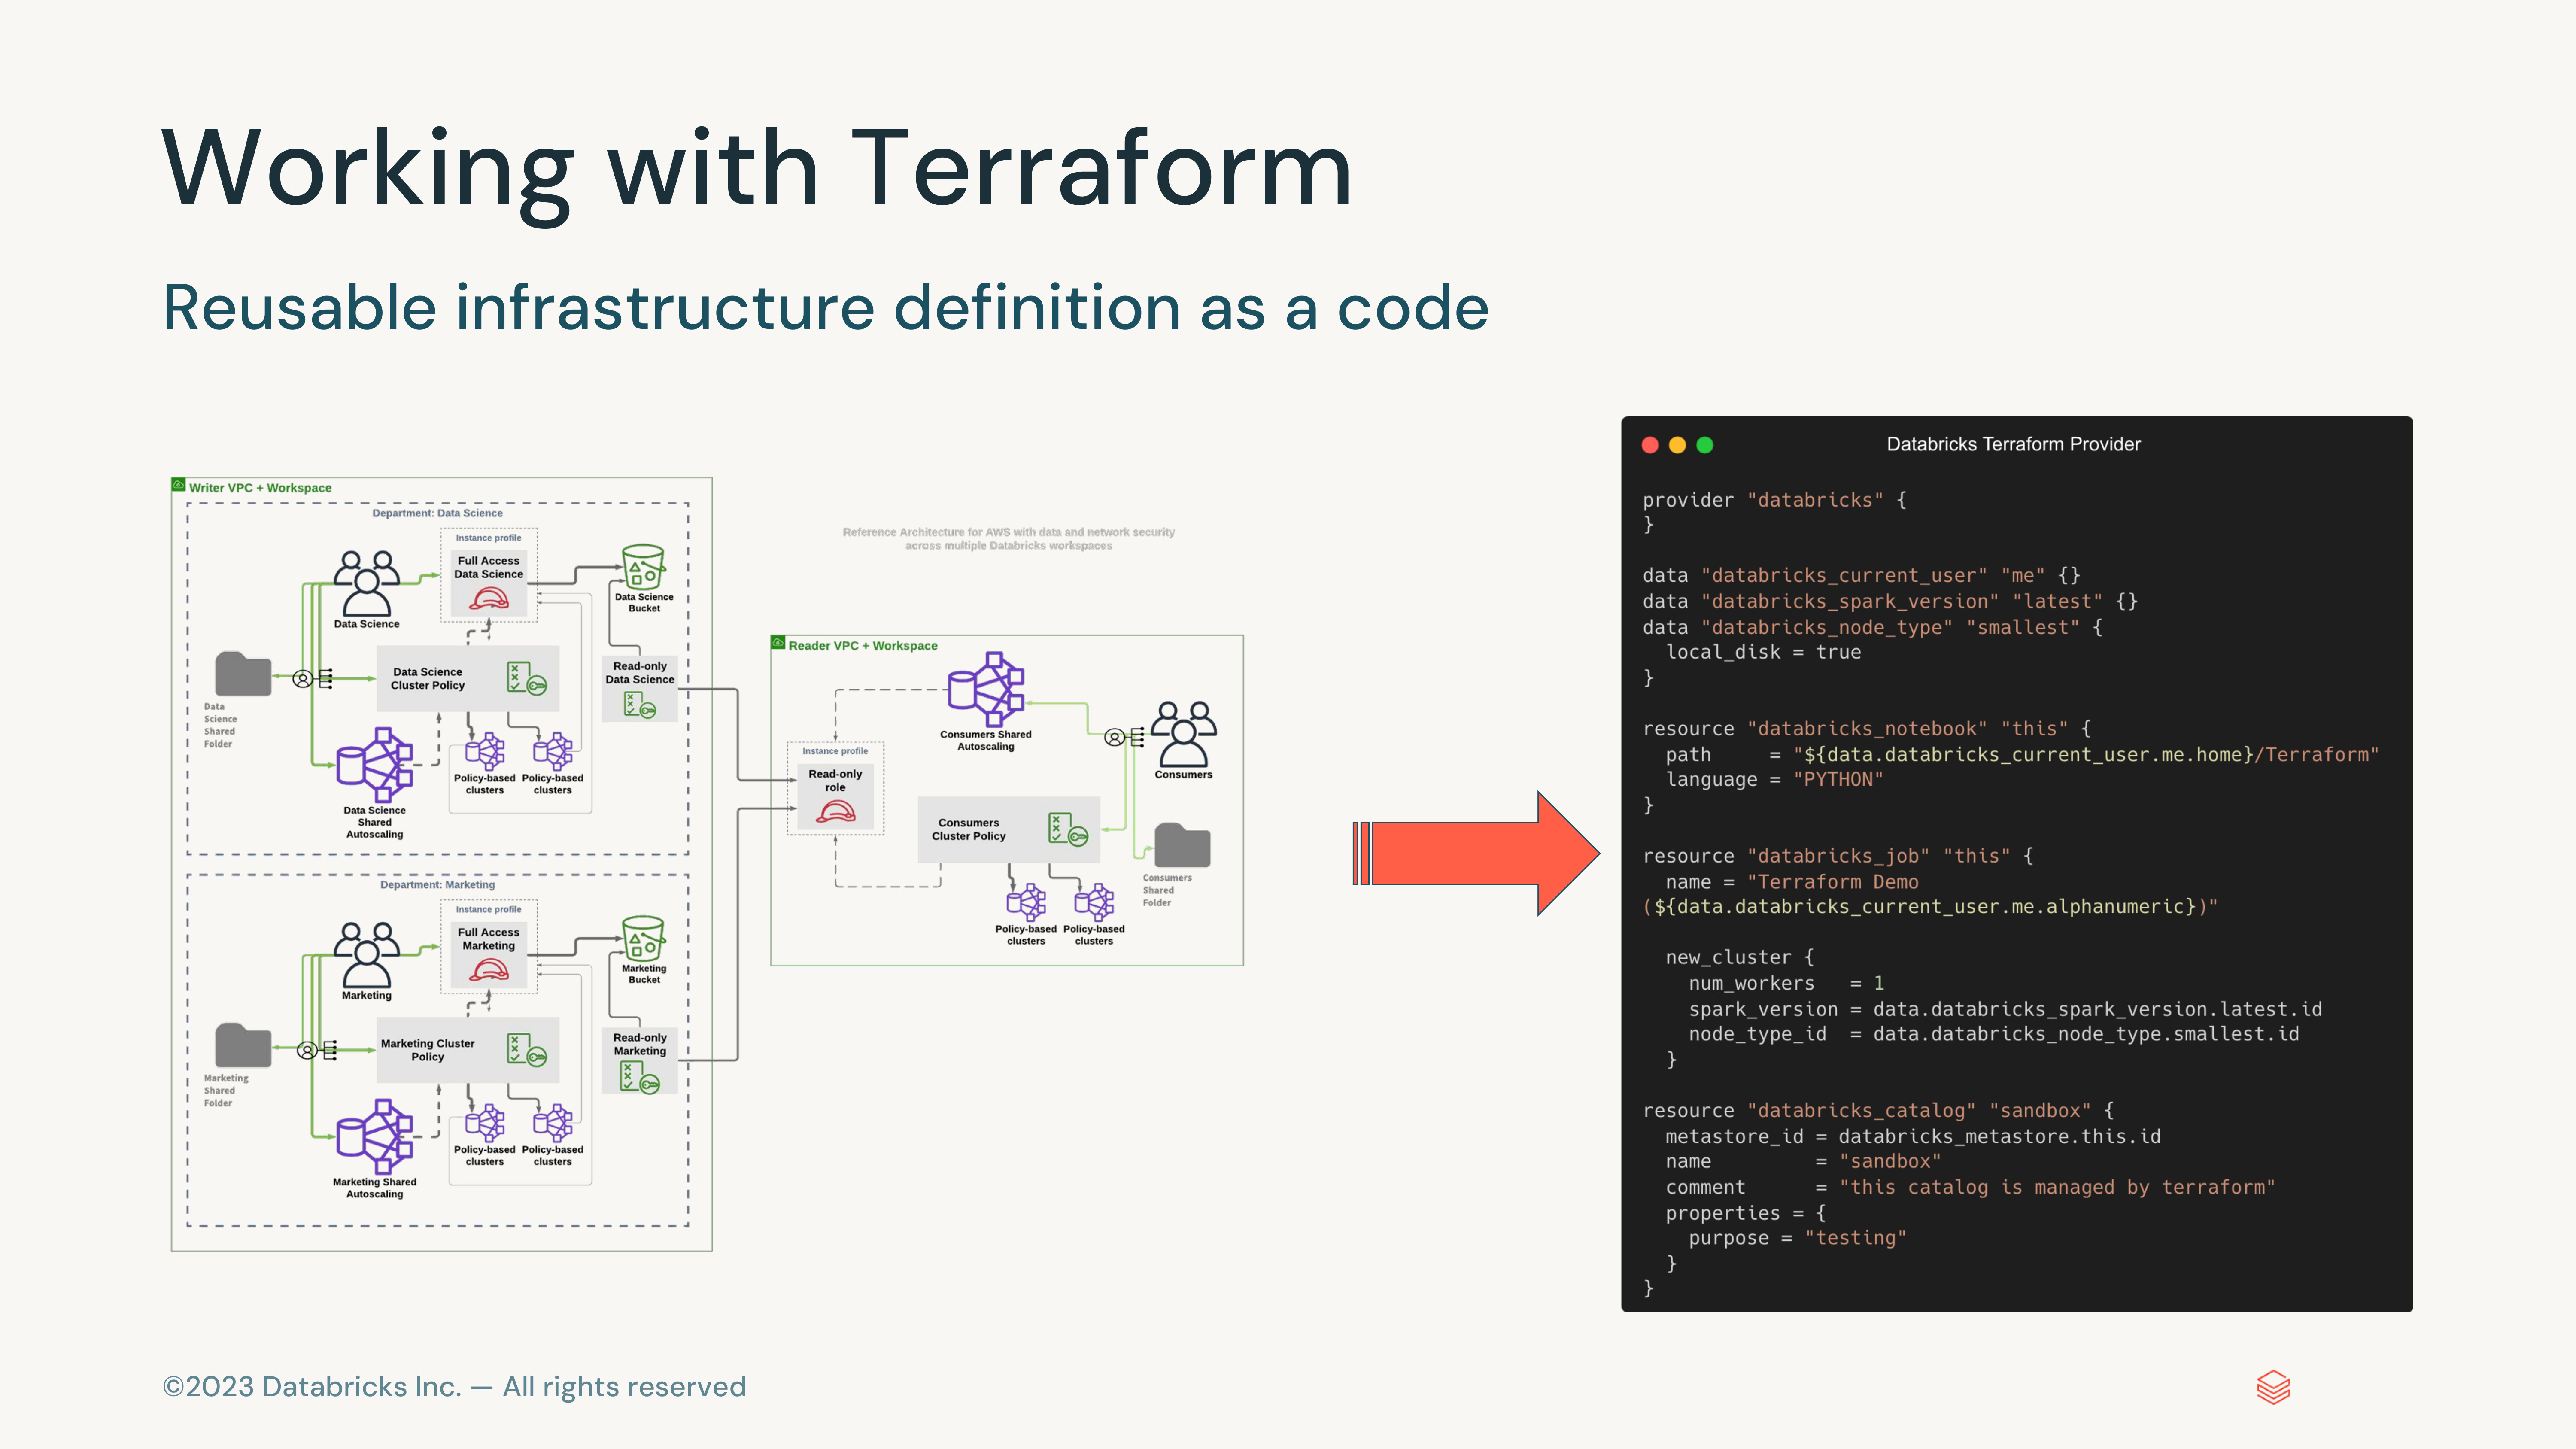 Working with Terraform
Reusable infrastructure definition as a code
Writer VPC + Workspace
Department: Data Science
Instance profile
Full Access
Data Science
Data Science
Data Science
Bucket
Data Science
Cluster Policy
Read-only
Data Science
Data
Science
Shared
Folder
Policy-based
clusters
Policy-based
clusters
Data Science
Shared
Autoscaling
Department: Marketing
Instance profile
Full Access
Marketing
Marketing
Marketing
Bucket
Marketing Cluster
Policy
Read-only
Marketing
Marketing
Shared
Folder
Policy-based
clusters
Policy-based
clusters
Marketing Shared
Autoscaling
Reference Architecture for AWS with data and network security
across multiple Databricks workspaces
Reader VPC + Workspace
Consumers Shared
Autoscaling
Consumers
Instance profile
Read-only
role
Consumers
Cluster Policy
Consumers
Shared
Folder
Policy-based
clusters
Policy-based
clusters
Databricks Terraform Provider
provider "databricks" {
}
data "databricks_current_user" "me" {}
data "databricks_spark_version" "latest" {}
data "databricks_node_type" "smallest" {
  local_disk = true
}
resource "databricks_notebook" "this" {
  path     = "${data.databricks_current_user.me.home}/Terraform"
  language = "PYTHON"
}
resource "databricks_job" "this" {
  name = "Terraform Demo
(${data.databricks_current_user.me.alphanumeric})"
  new_cluster {
    num_workers   = 1
    spark_version = data.databricks_spark_version.latest.id
    node_type_id  = data.databricks_node_type.smallest.id
  }
resource "databricks_catalog" "sandbox" {
  metastore_id = databricks_metastore.this.id
  name         = "sandbox"
  comment      = "this catalog is managed by terraform"
  properties = {
    purpose = "testing"
  }
}
©2023 Databricks Inc. — All rights reserved